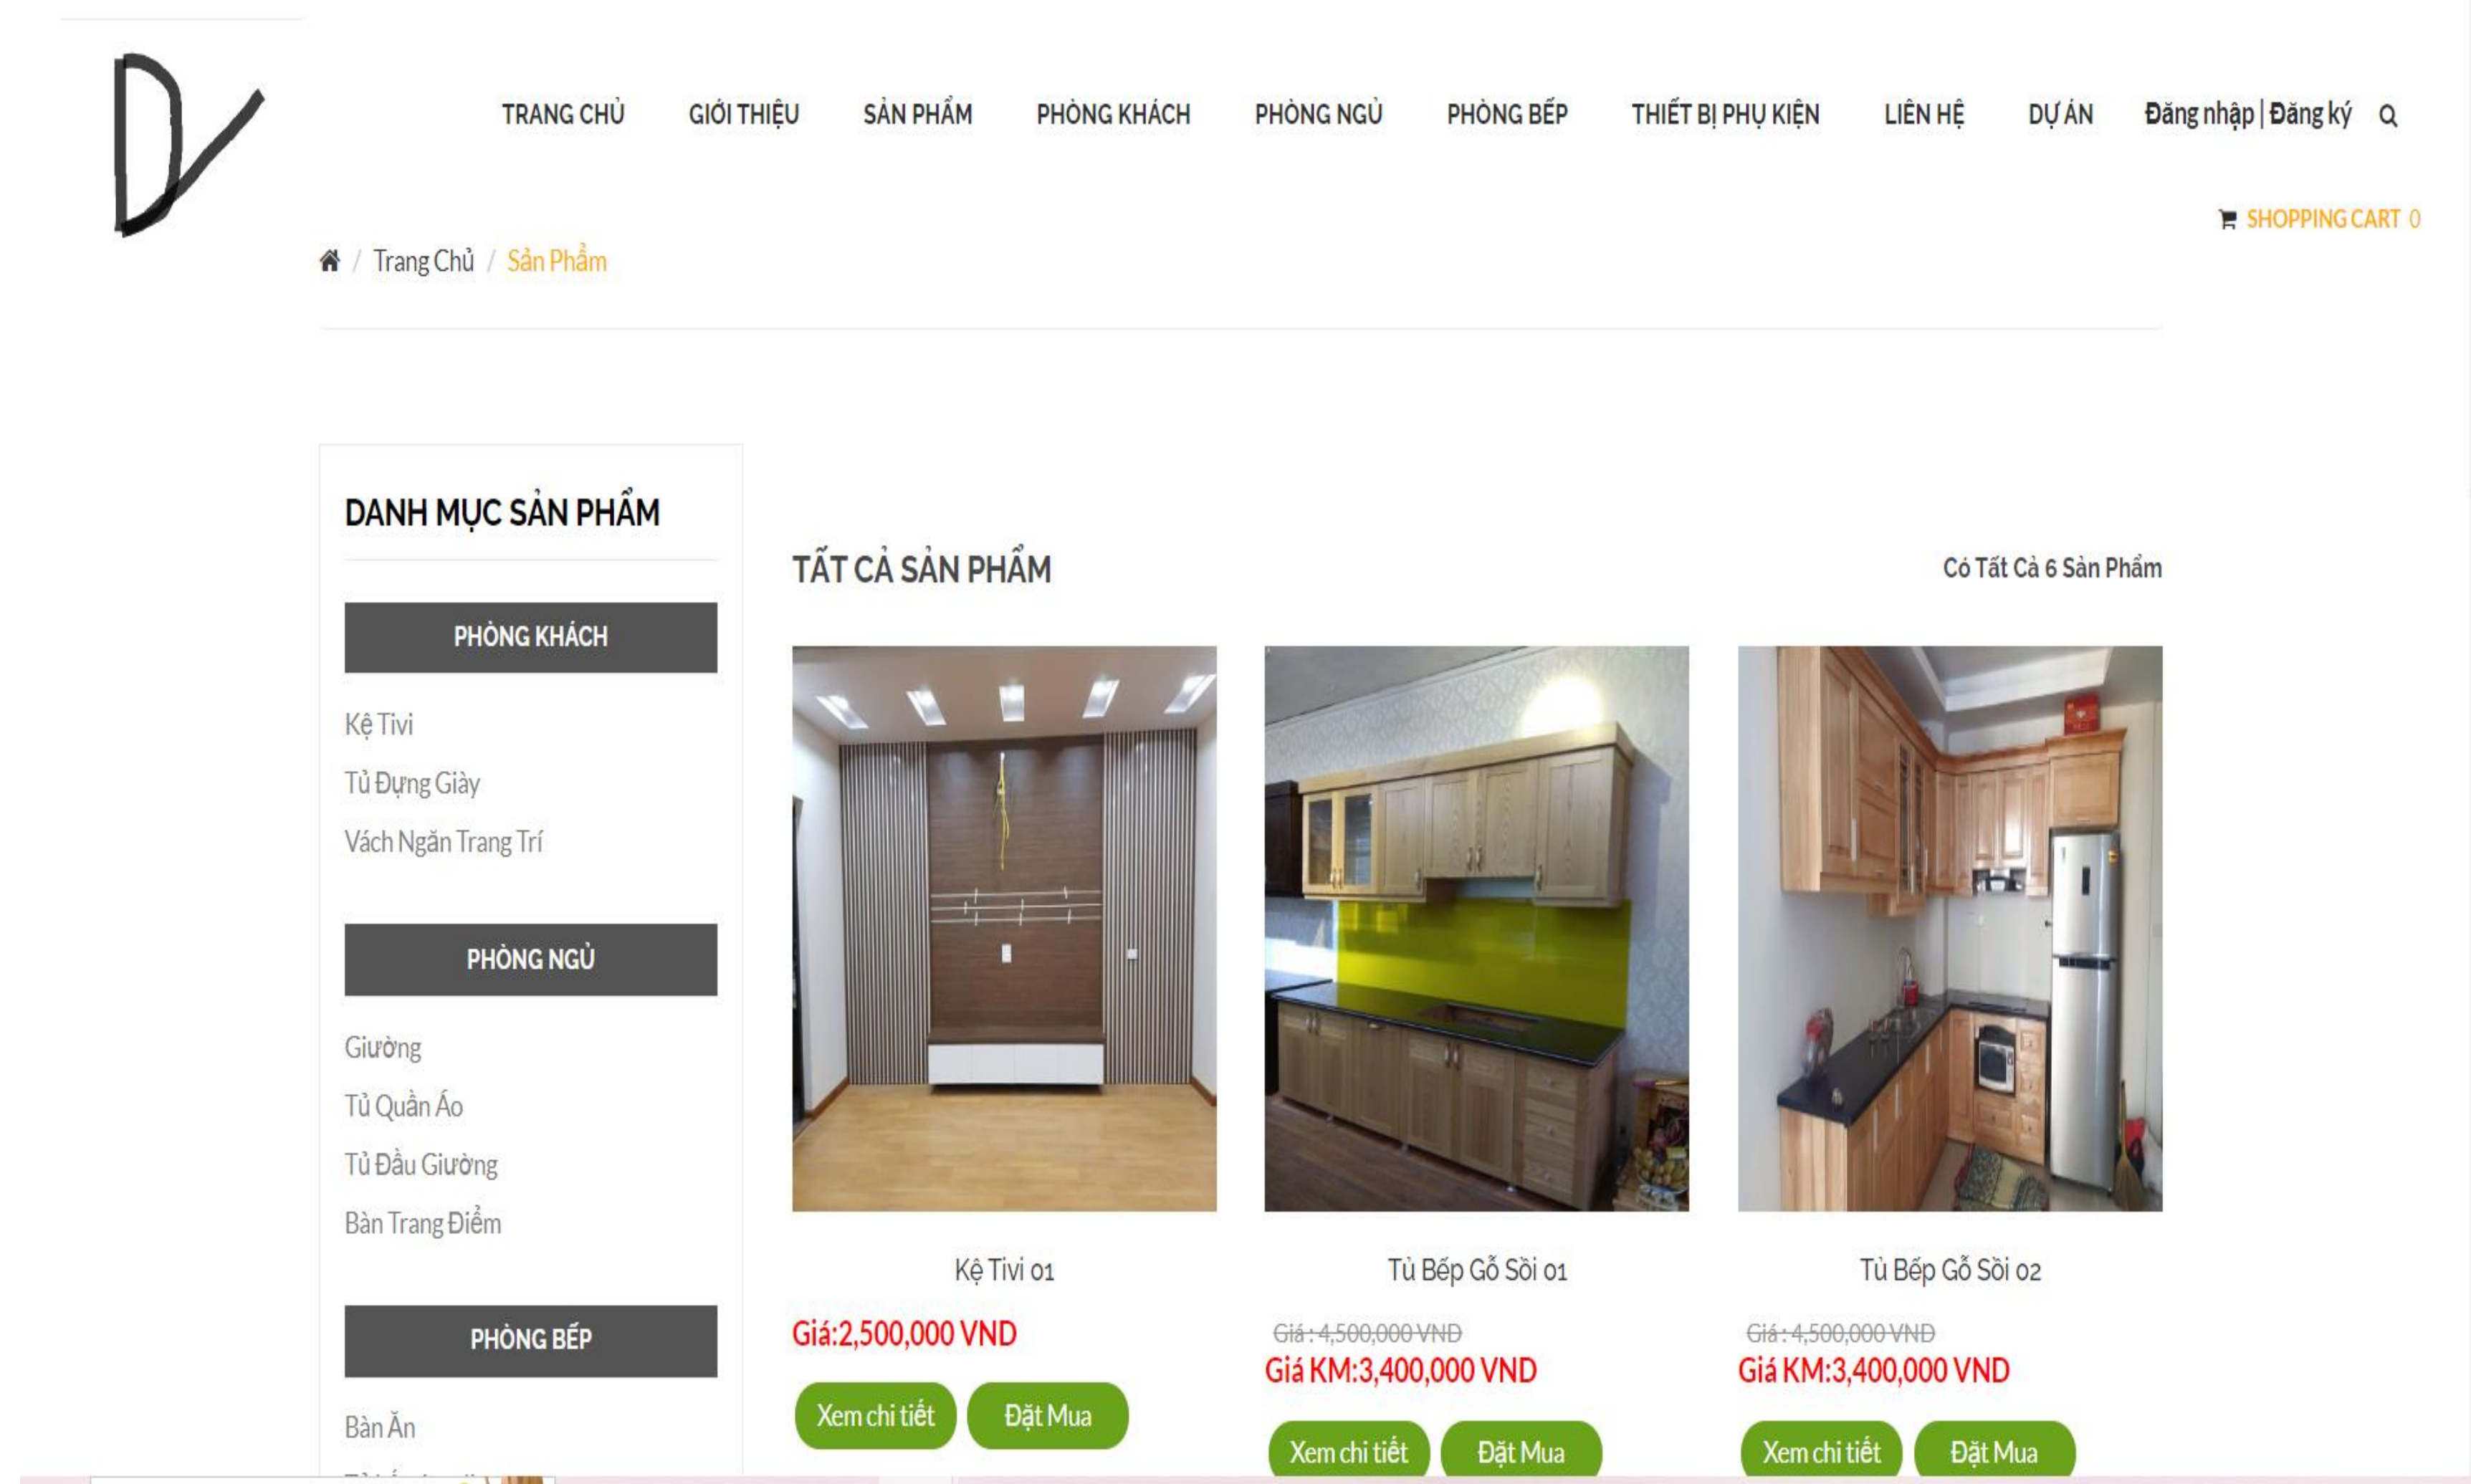 DV
TRANG CHỦ GIỚI THIỆU SẢN PHẨM PHÒNG KHÁCH PHÒNG NGỦ PHÒNG BẾP THIẾT BỊ PHỤ KIỆN LIÊN HỆ DỰ ÁN Đăng nhập | Đăng ký
SHOPPING CART 0
/ Trang Chủ / Sản Phẩm
DANH MỤC SẢN PHẨM
PHÒNG KHÁCH
Kệ Tivi
Tủ Đựng Giày
Vách Ngăn Trang Trí
PHÒNG NGỦ
Giường
Tủ Quần Áo
Tủ Đầu Giường
Bàn Trang Điểm
PHÒNG BẾP
Bàn Ăn
TẤT CẢ SẢN PHẨM
Có Tất Cả 6 Sản Phẩm
Kệ Tivi 01
Giá:2,500,000 VND
Xem chi tiết Đặt Mua
Tủ Bếp Gỗ Sồi 01
Giá : 4,500,000 VND
Giá KM:3,400,000 VND
Xem chi tiết Đặt Mua
Tủ Bếp Gỗ Sồi 02
Giá : 4,500,000 VND
Giá KM:3,400,000 VND
Xem chi tiết Đặt Mua